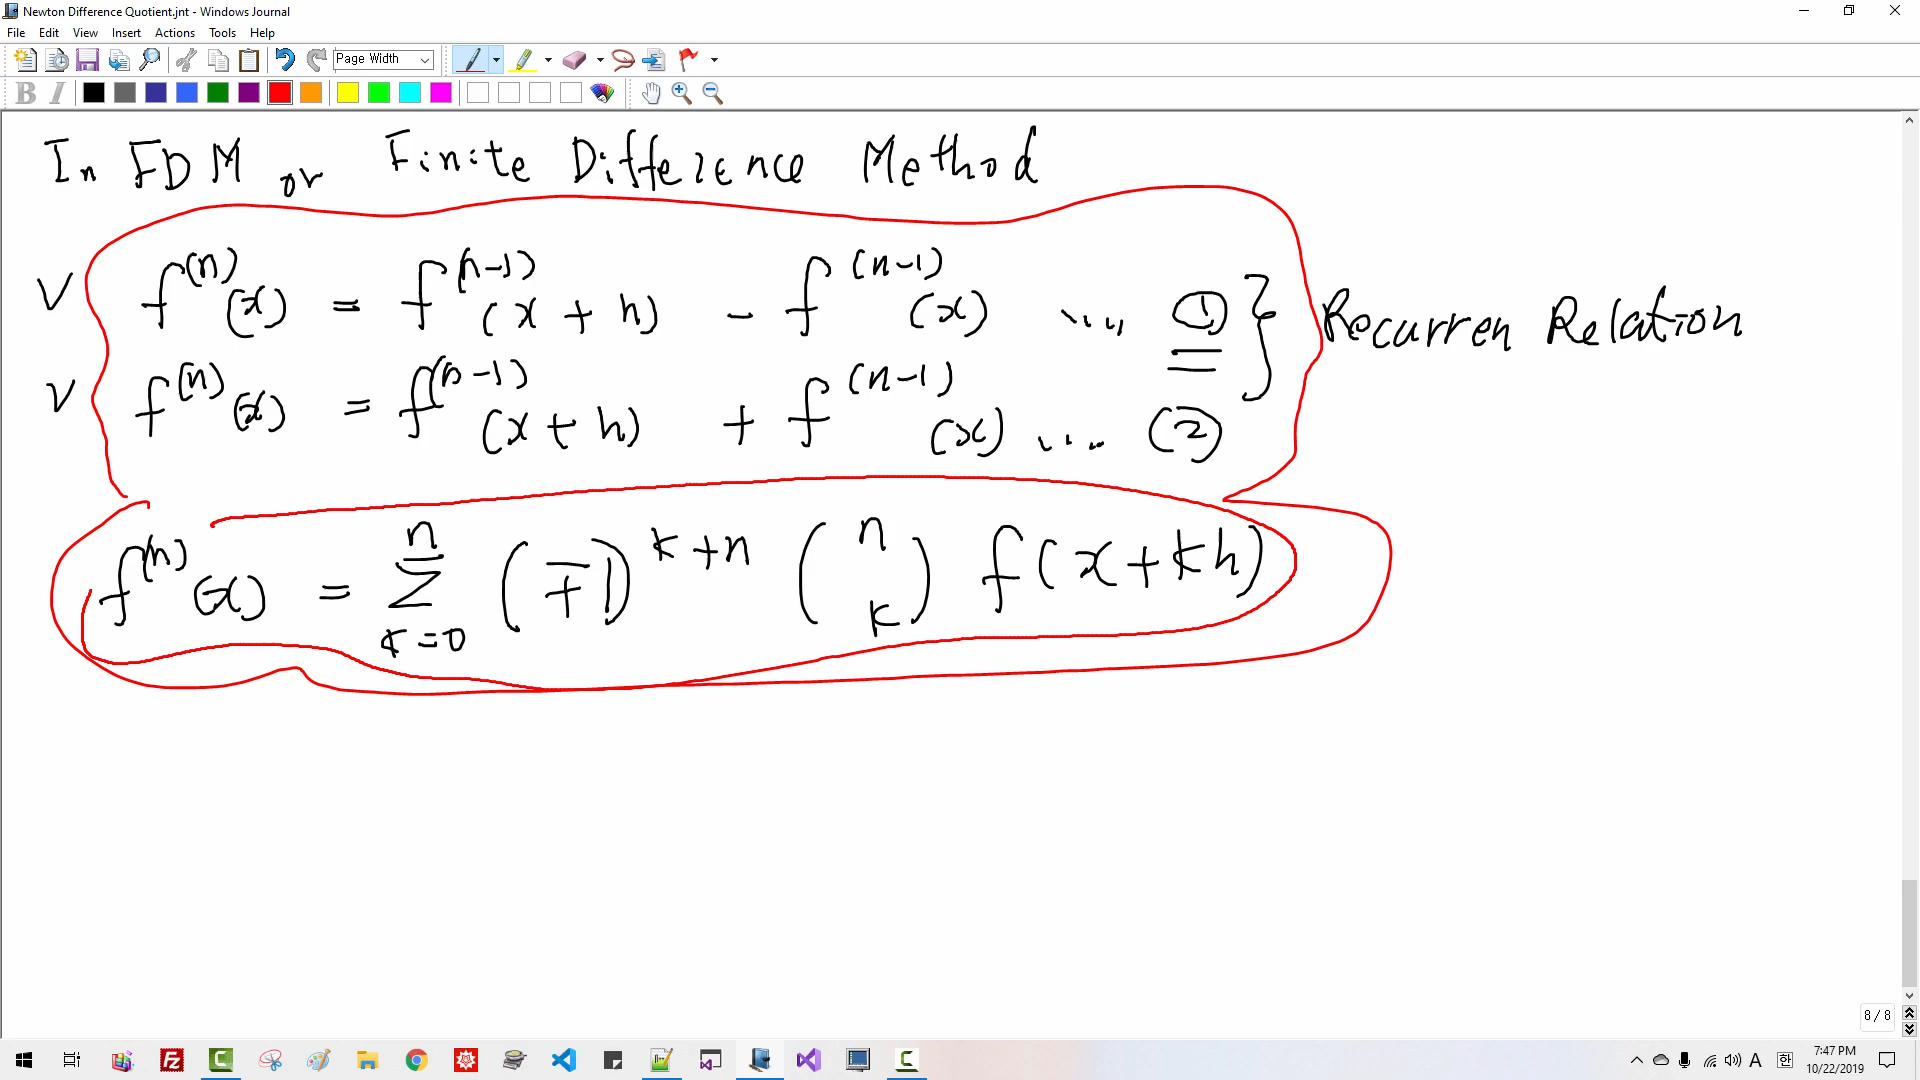 Newton Difference Quotient.jnt - Windows Journal
File Edit View Insert Actions Tools Help
Page Width
B I
In FDM or Finite Difference Method
V f^(n)(x) = f^(n-1)(x + h) - f^(n-1)(x) .... ① } Recurren Relation
V f^(n)(x) = f^(n-1)(x + h) + f^(n-1)(x) .... (2)
f^(n)(x) = Σ_{k=0}^{n} (∓1)^{k+n} (n k) f(x+kh)
8 / 8
A 한 7:47 PM
10/22/2019